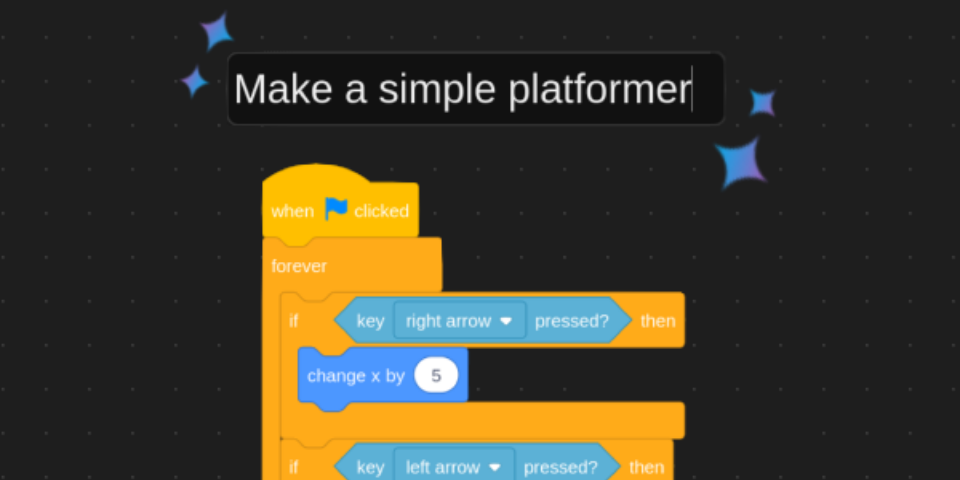 Make a simple platformer
when clicked
forever
if key right arrow pressed? then
change x by 5
if key left arrow pressed? then